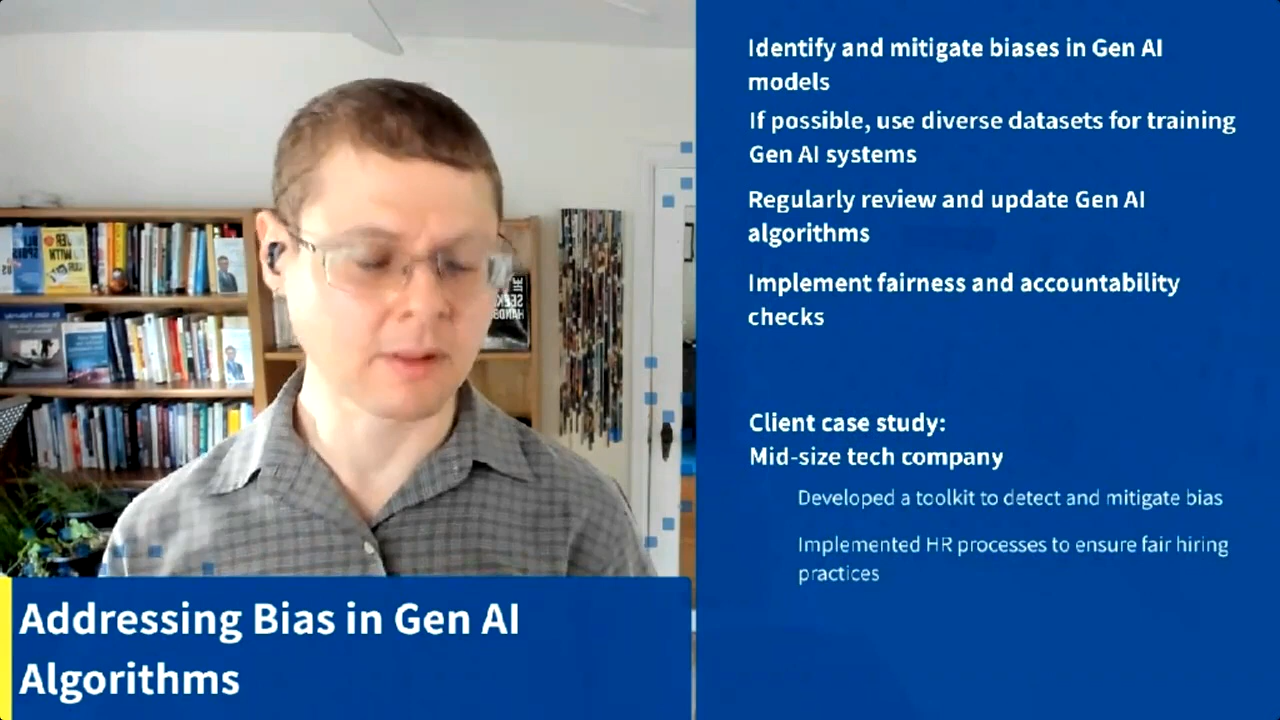 Identify and mitigate biases in Gen AI
models
If possible, use diverse datasets for training
Gen AI systems
Regularly review and update Gen AI
algorithms
Implement fairness and accountability
checks
Client case study:
Mid-size tech company
Developed a toolkit to detect and mitigate bias
Implemented HR processes to ensure fair hiring
practices
Addressing Bias in Gen AI
Algorithms